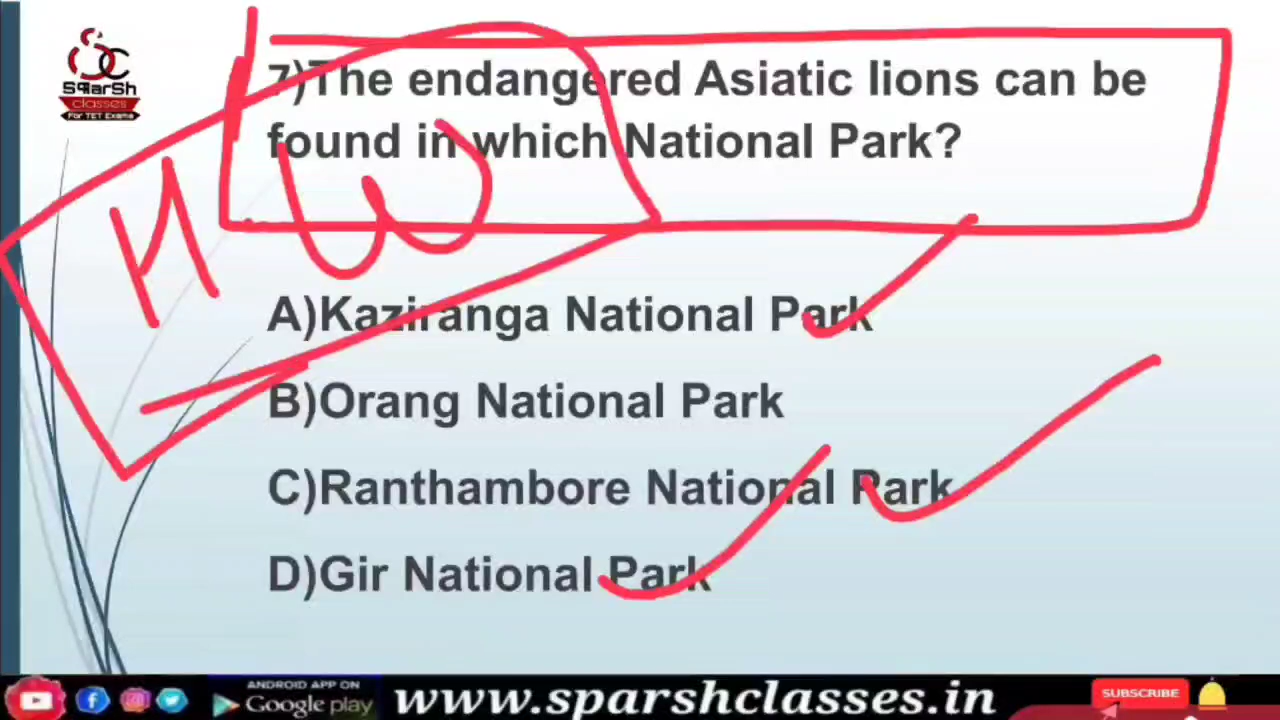 SparSh
classes
For TET Exams
7)The endangered Asiatic lions can be
found in which National Park?
HW
A)Kaziranga National Park
B)Orang National Park
C)Ranthambore National Park
D)Gir National Park
ANDROID APP ON
Google play
www.sparshclasses.in
SUBSCRIBE